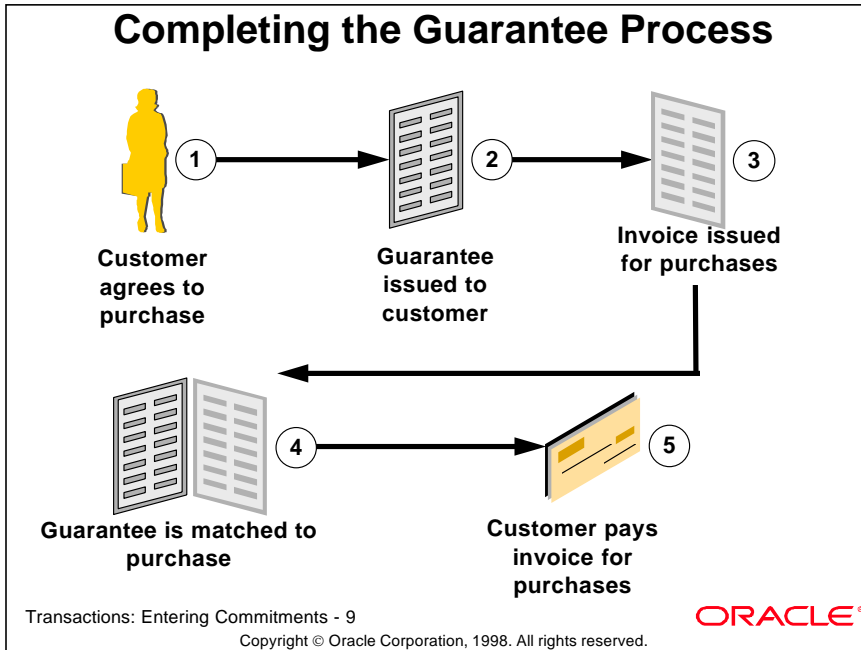 Completing the Guarantee Process
1
2
3
Customer
agrees to
purchase
Guarantee
issued to
customer
Invoice issued
for purchases
4
5
Guarantee is matched to
purchase
Customer pays
invoice for
purchases
Transactions: Entering Commitments - 9
ORACLE®
Copyright © Oracle Corporation, 1998. All rights reserved.